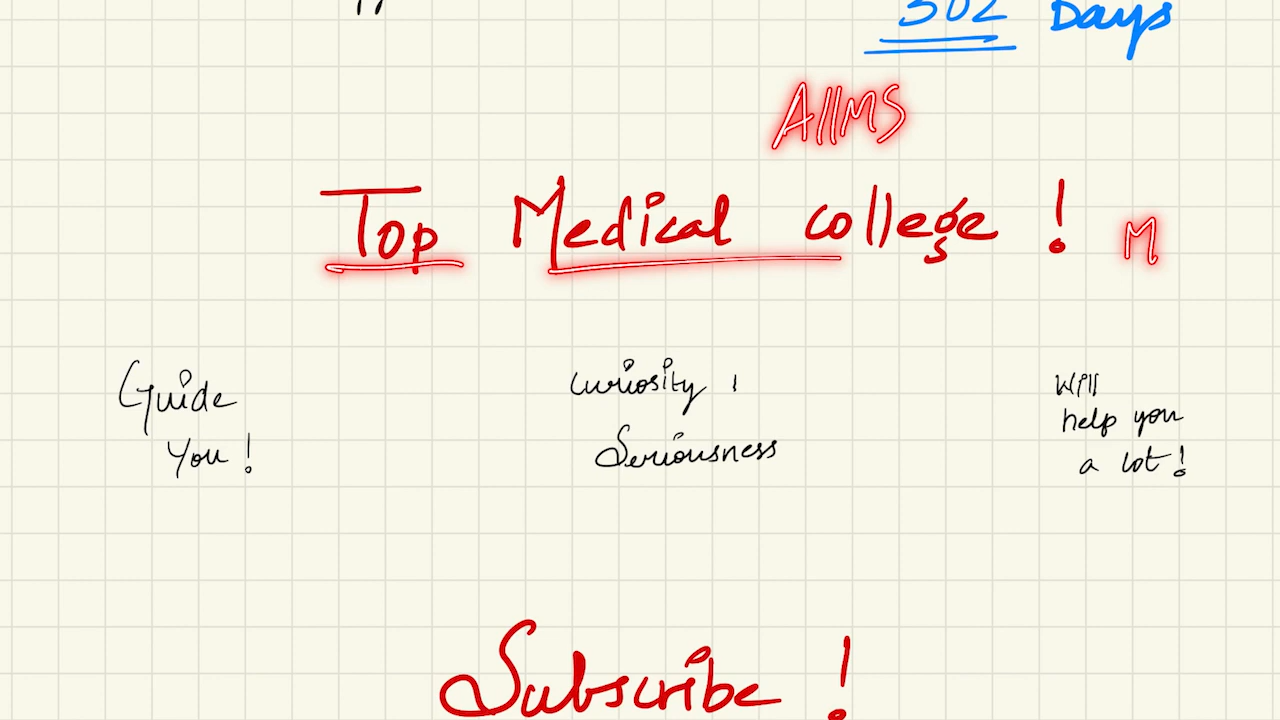 302 Days
AIIMS
Top Medical college !
M
Guide
You !
Curiosity !
Seriousness
Will
help you
a lot !
Subscribe !